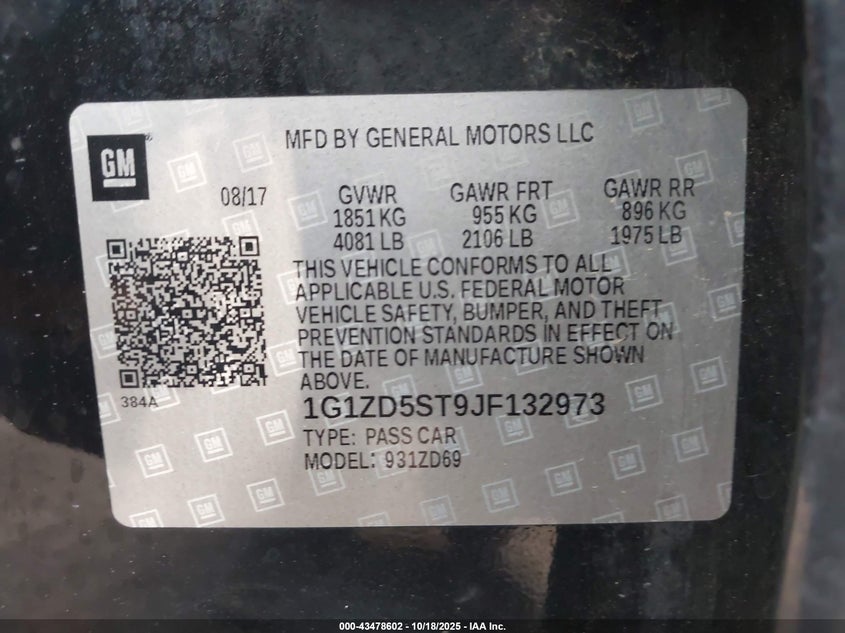 GM
MFD BY GENERAL MOTORS LLC
08/17
GVWR GAWR FRT GAWR RR
1851 KG 955 KG 896 KG
4081 LB 2106 LB 1975 LB
THIS VEHICLE CONFORMS TO ALL
APPLICABLE U.S. FEDERAL MOTOR
VEHICLE SAFETY, BUMPER, AND THEFT
PREVENTION STANDARDS IN EFFECT ON
THE DATE OF MANUFACTURE SHOWN
ABOVE.
384A
1G1ZD5ST9JF132973
TYPE: PASS CAR
MODEL: 931ZD69
000-43478602 - 10/18/2025 - IAA Inc.